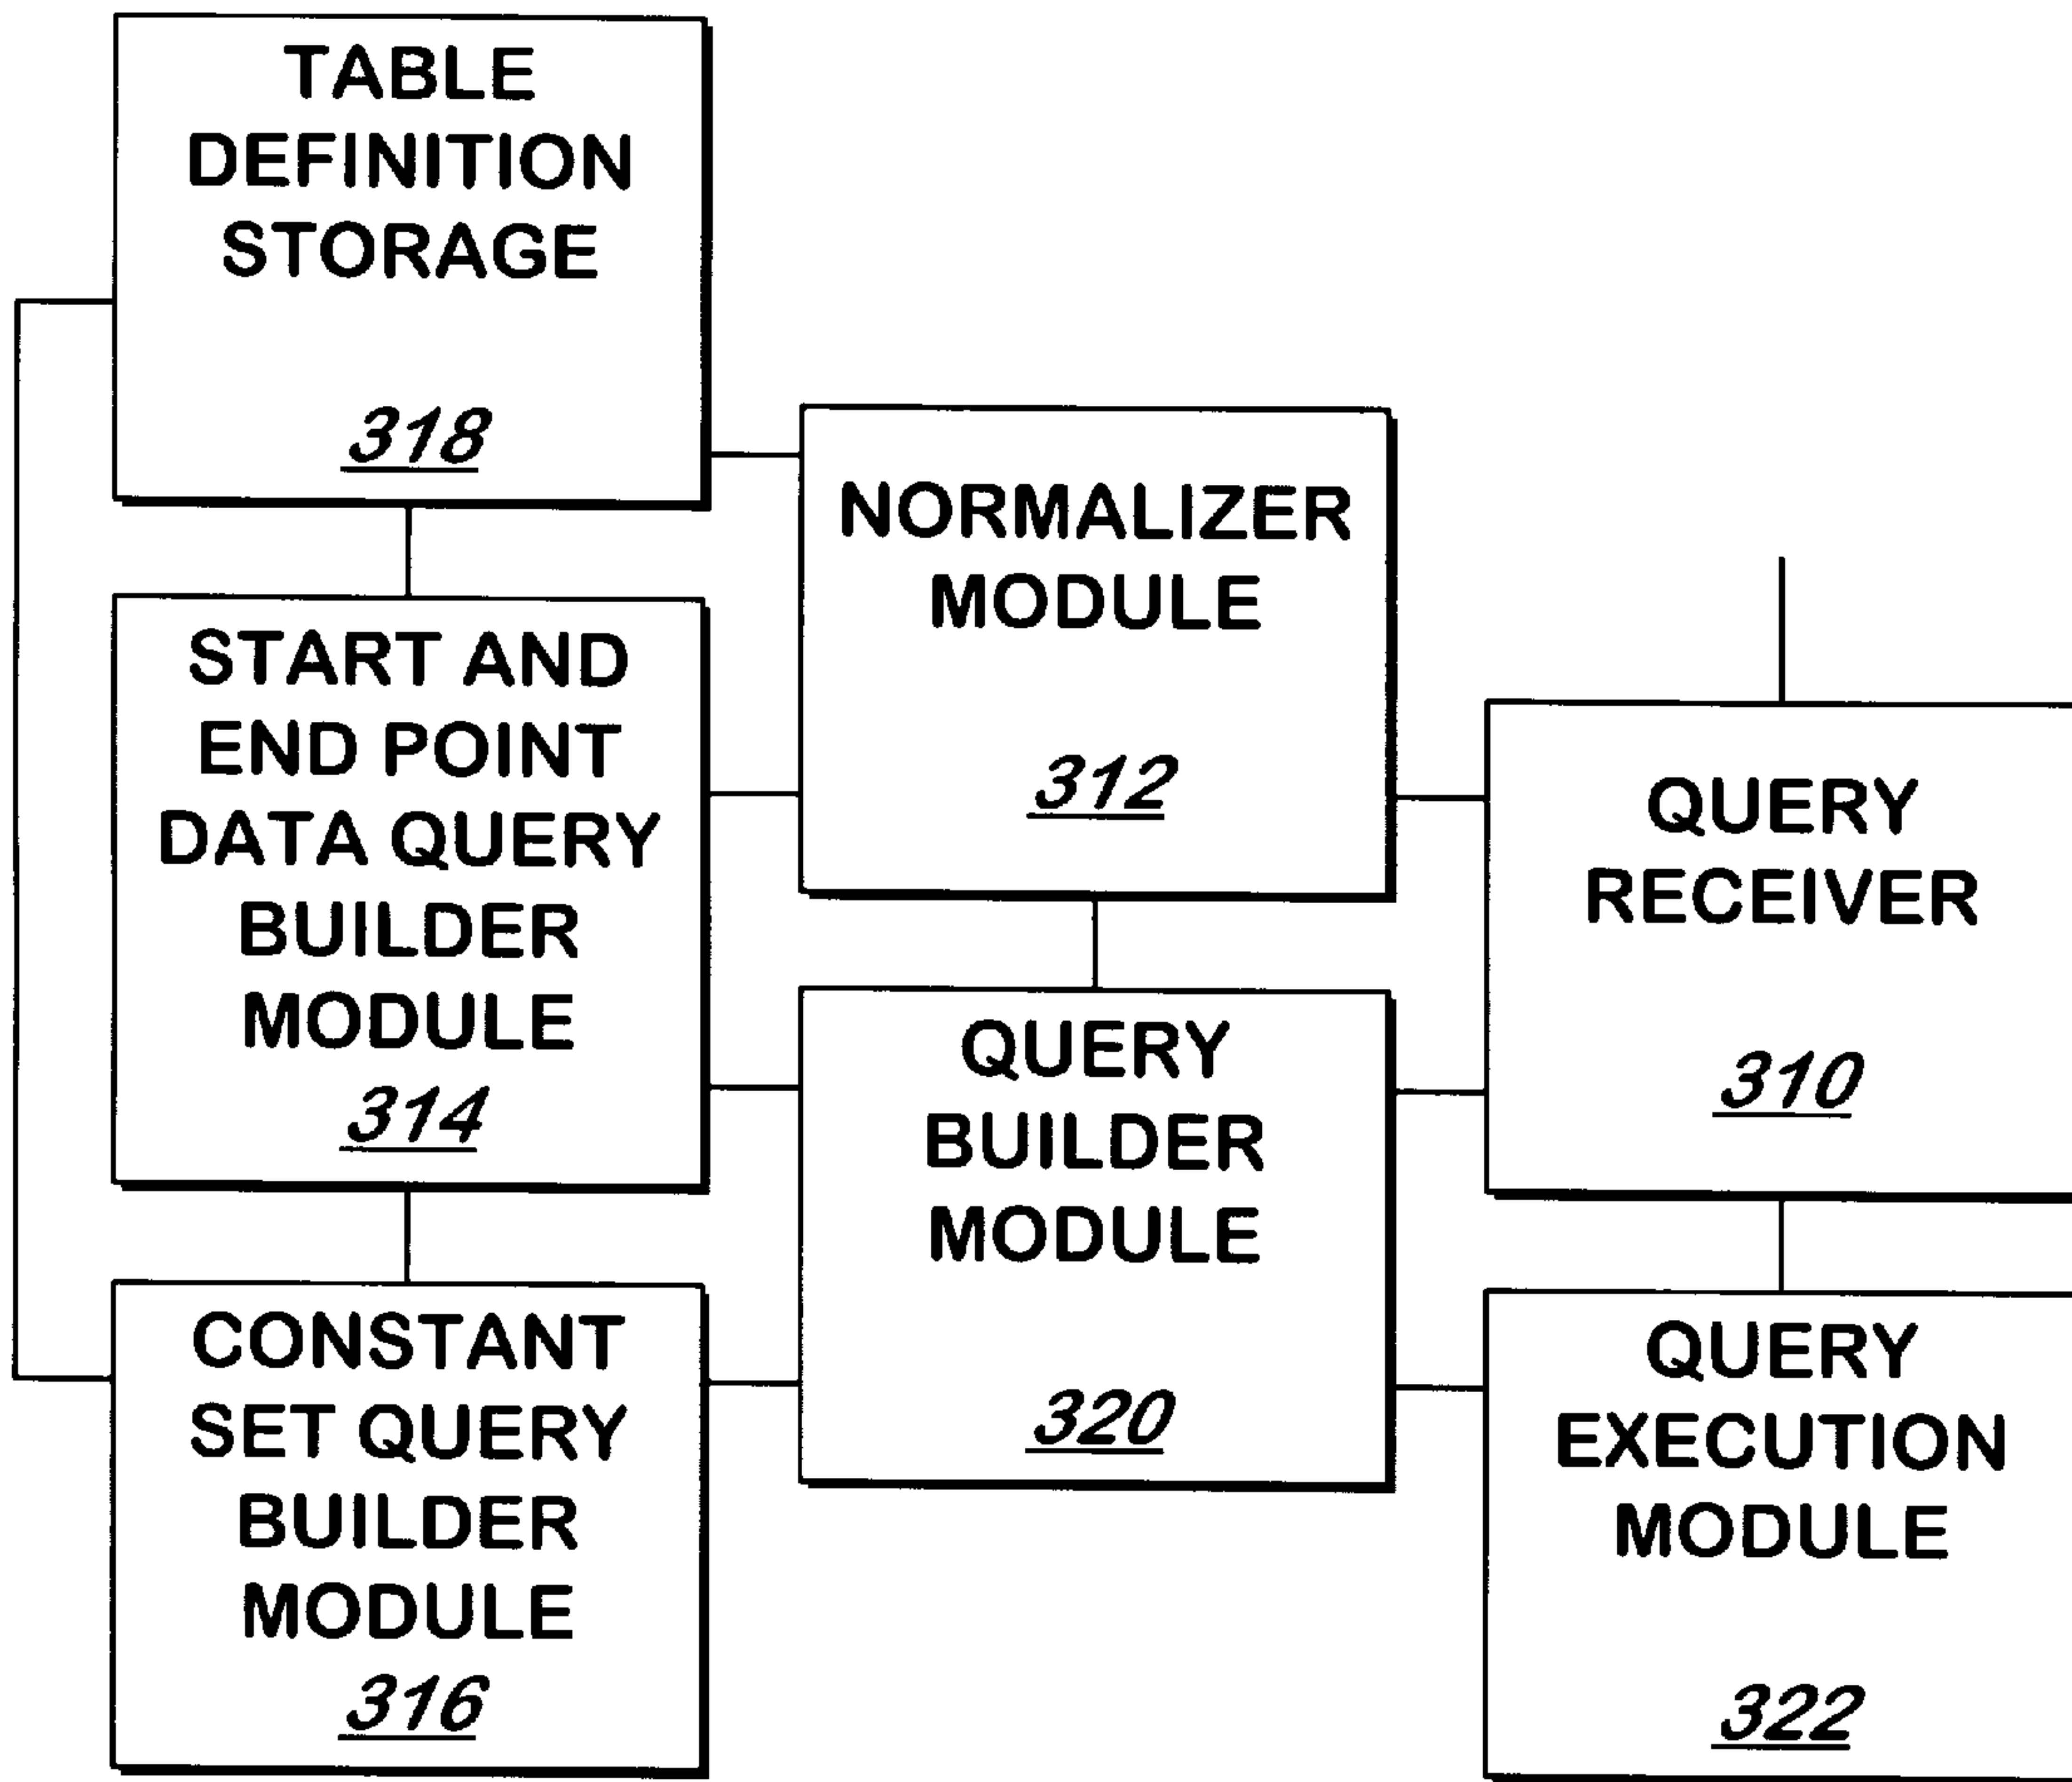 TABLE
DEFINITION
STORAGE
318
NORMALIZER
MODULE
312
START AND
END POINT
DATA QUERY
BUILDER
MODULE
314
QUERY
RECEIVER
310
QUERY
BUILDER
MODULE
320
CONSTANT
SET QUERY
BUILDER
MODULE
316
QUERY
EXECUTION
MODULE
322